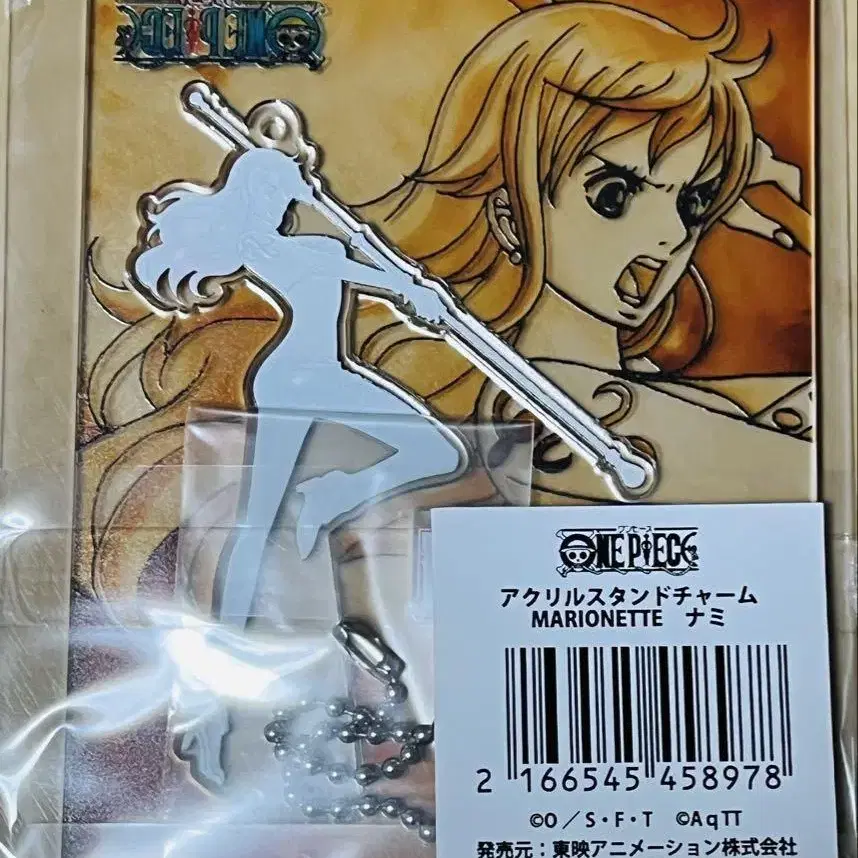 ONE PIECE
ワンピース
ONE PIECE
アクリルスタンドチャーム
MARIONETTE ナミ
2 166545 458978
©O/S・F・T ©AqTT
発売元:東映アニメーション株式会社